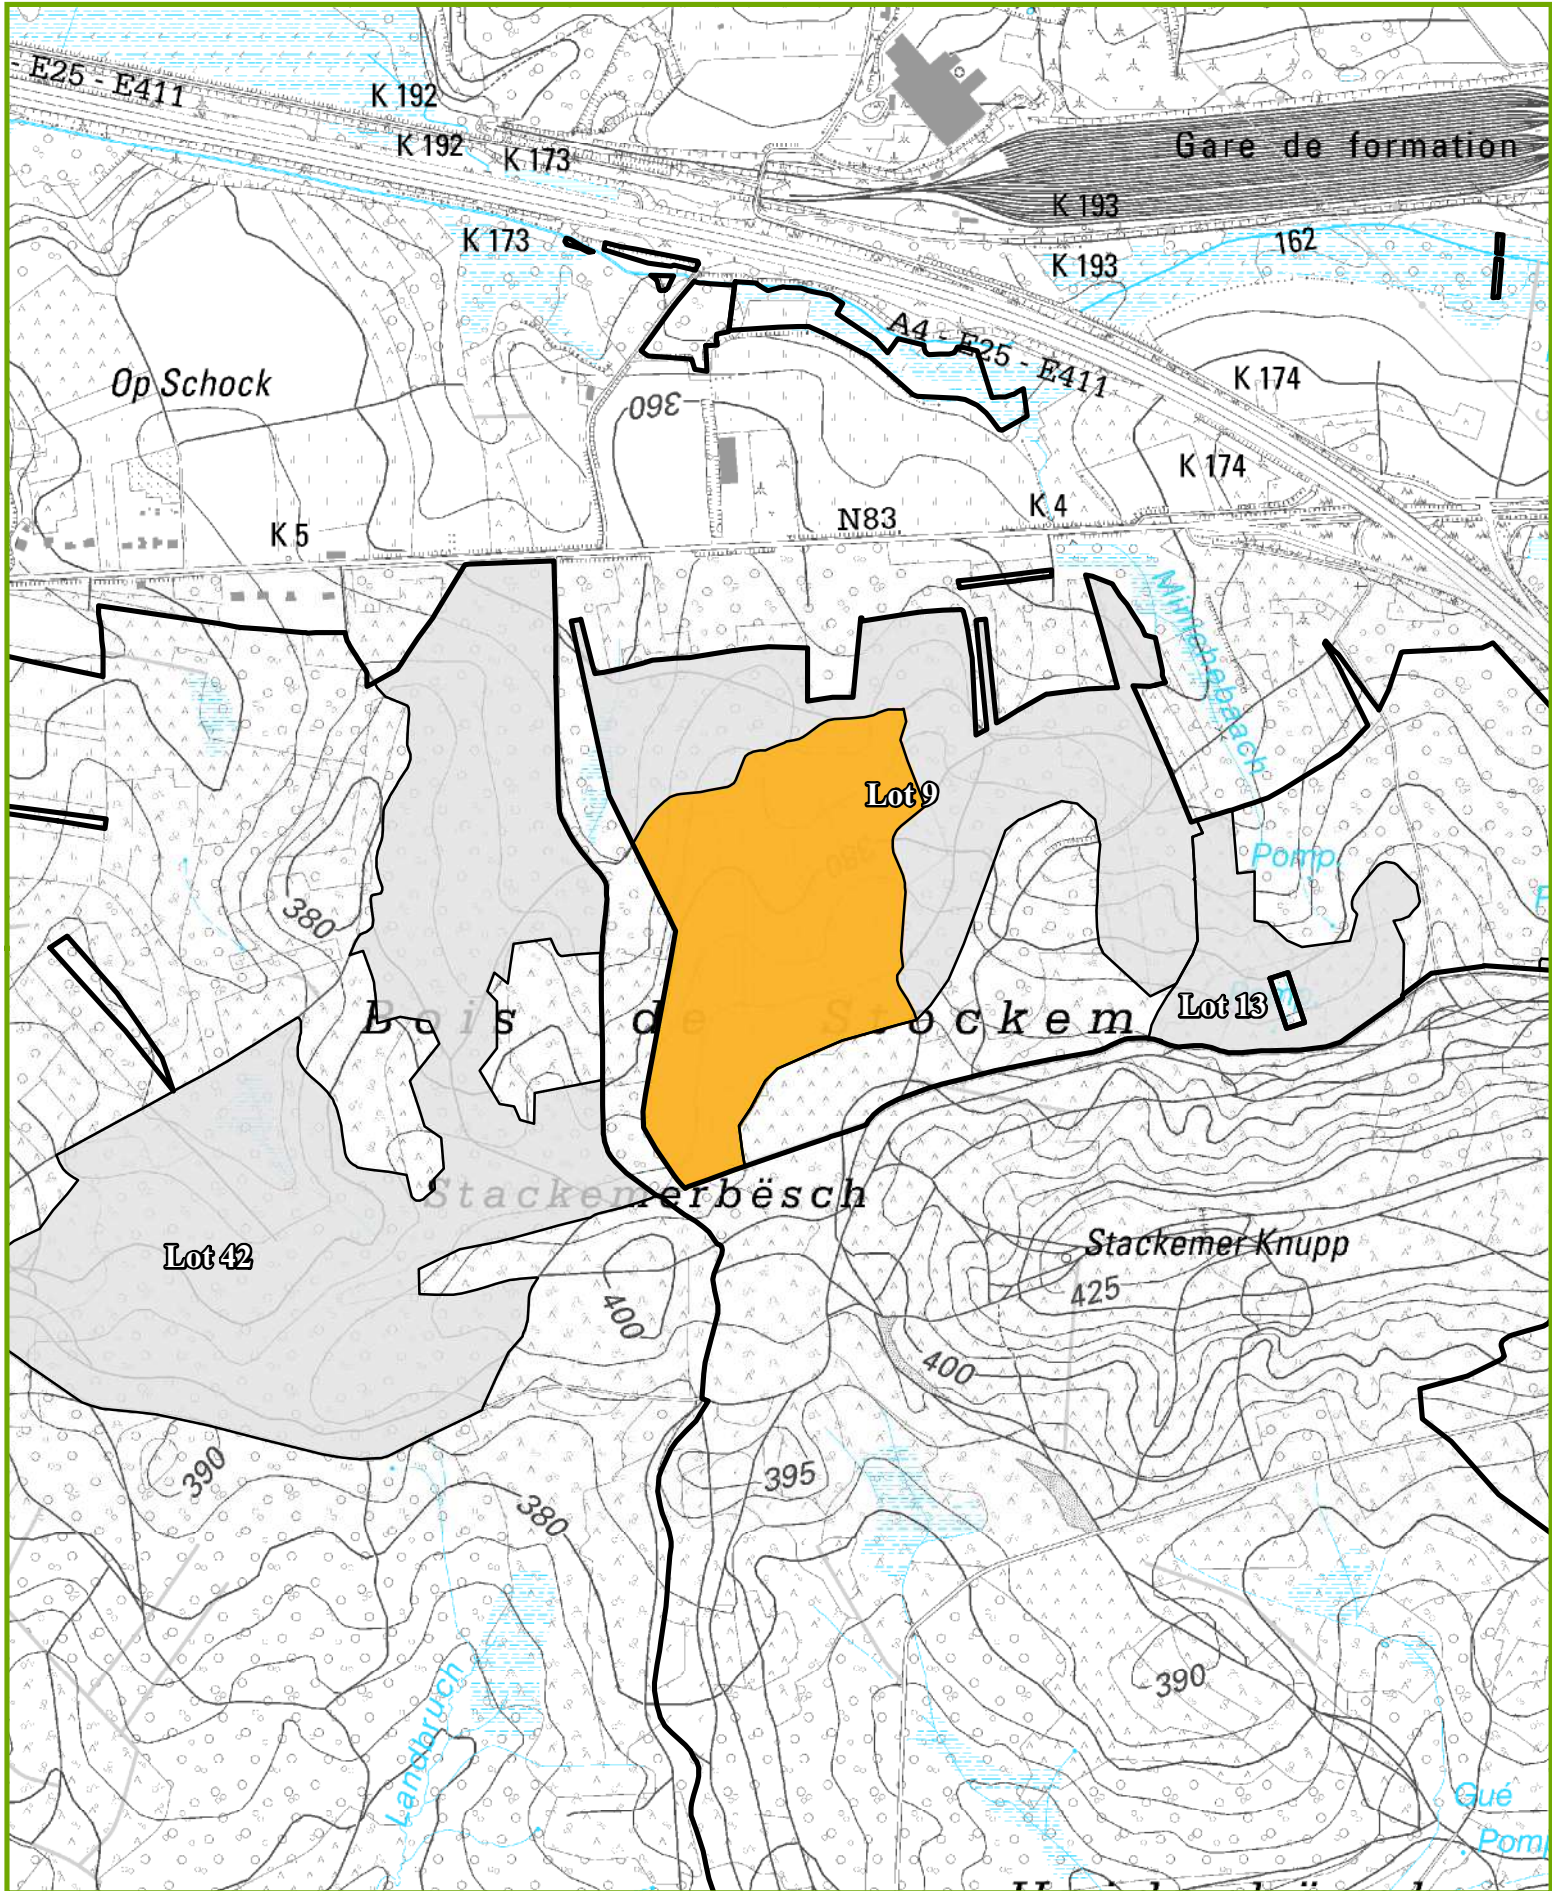 - E25 - E411
K 192
K 192
K 173
Gare de formation
K 193
K 173
162
K 193
A4 - E25 - E411
Op Schock
K 174
360
K 174
K 4
N83
K 5
Minichebaach
Lot 9
Pomp.
380
380
Bois de Stockem
Lot 13
Stackemerbësch
Stackemer Knupp
Lot 42
425
400
400
390
395
380
390
Landbruch
Gué
Pomp